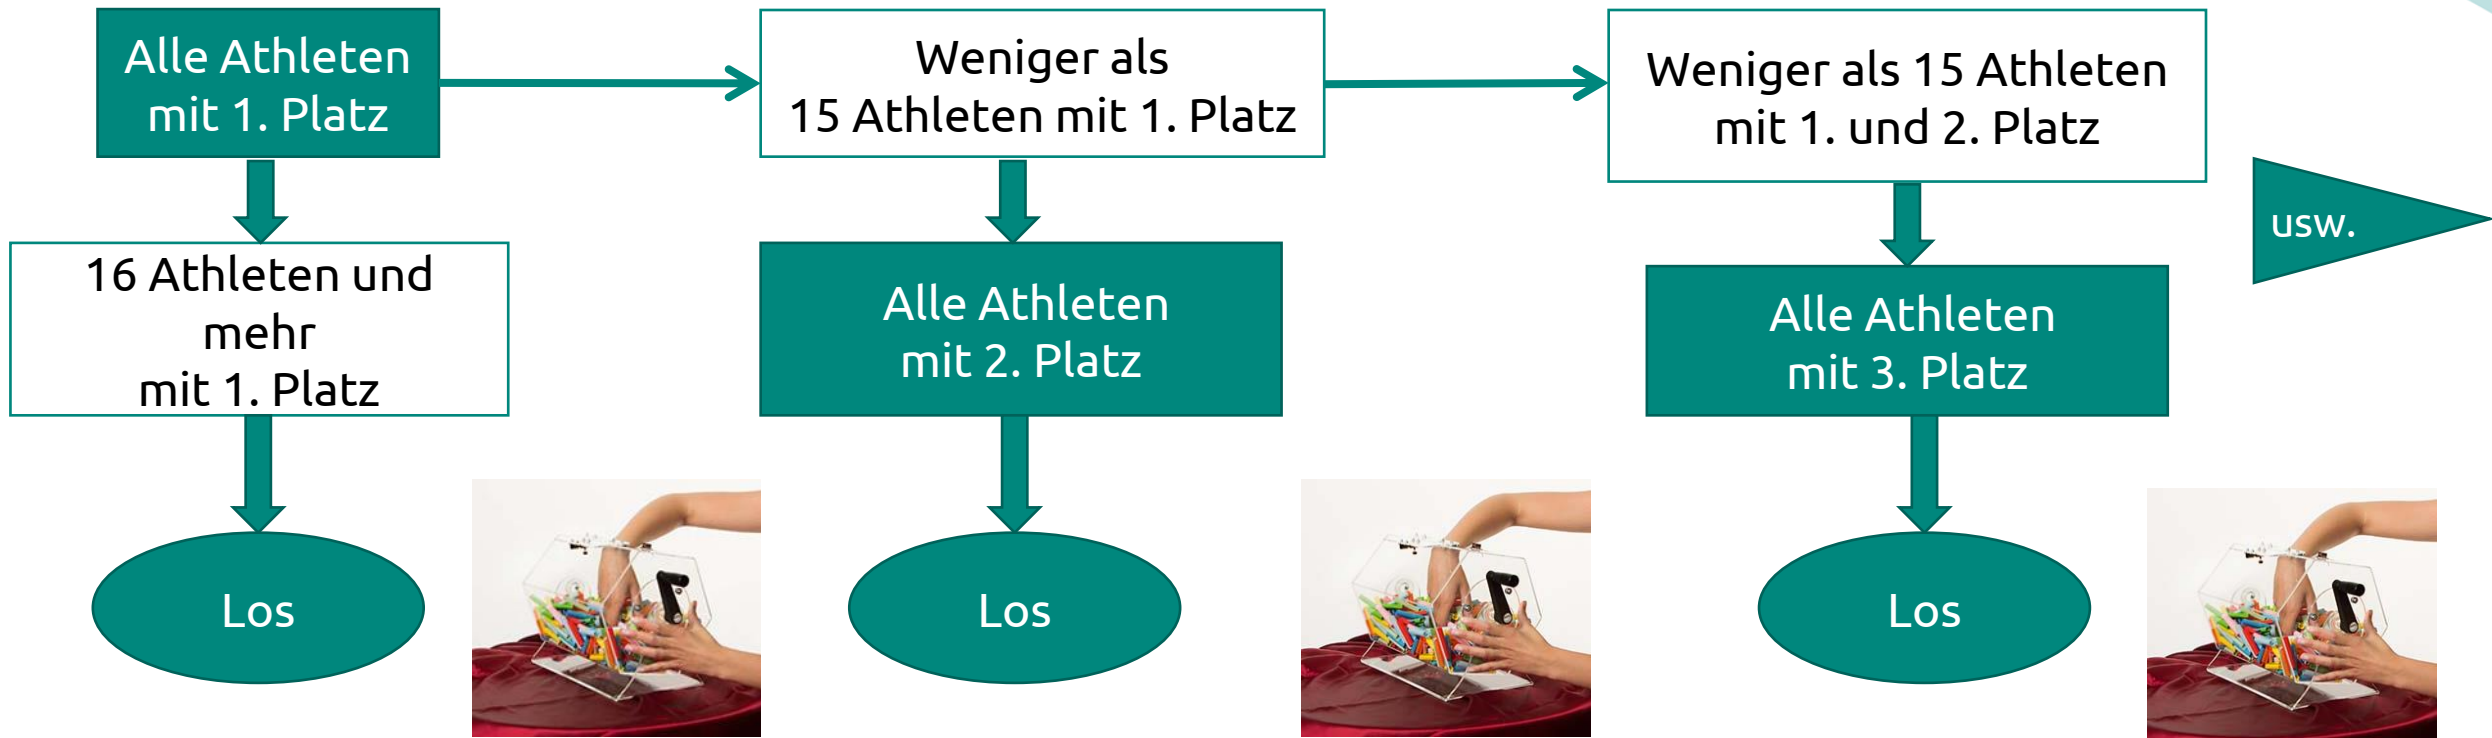 Alle Athleten
mit 1. Platz
Weniger als
15 Athleten mit 1. Platz
Weniger als 15 Athleten
mit 1. und 2. Platz
usw.
16 Athleten und
mehr
mit 1. Platz
Alle Athleten
mit 2. Platz
Alle Athleten
mit 3. Platz
Los
Los
Los